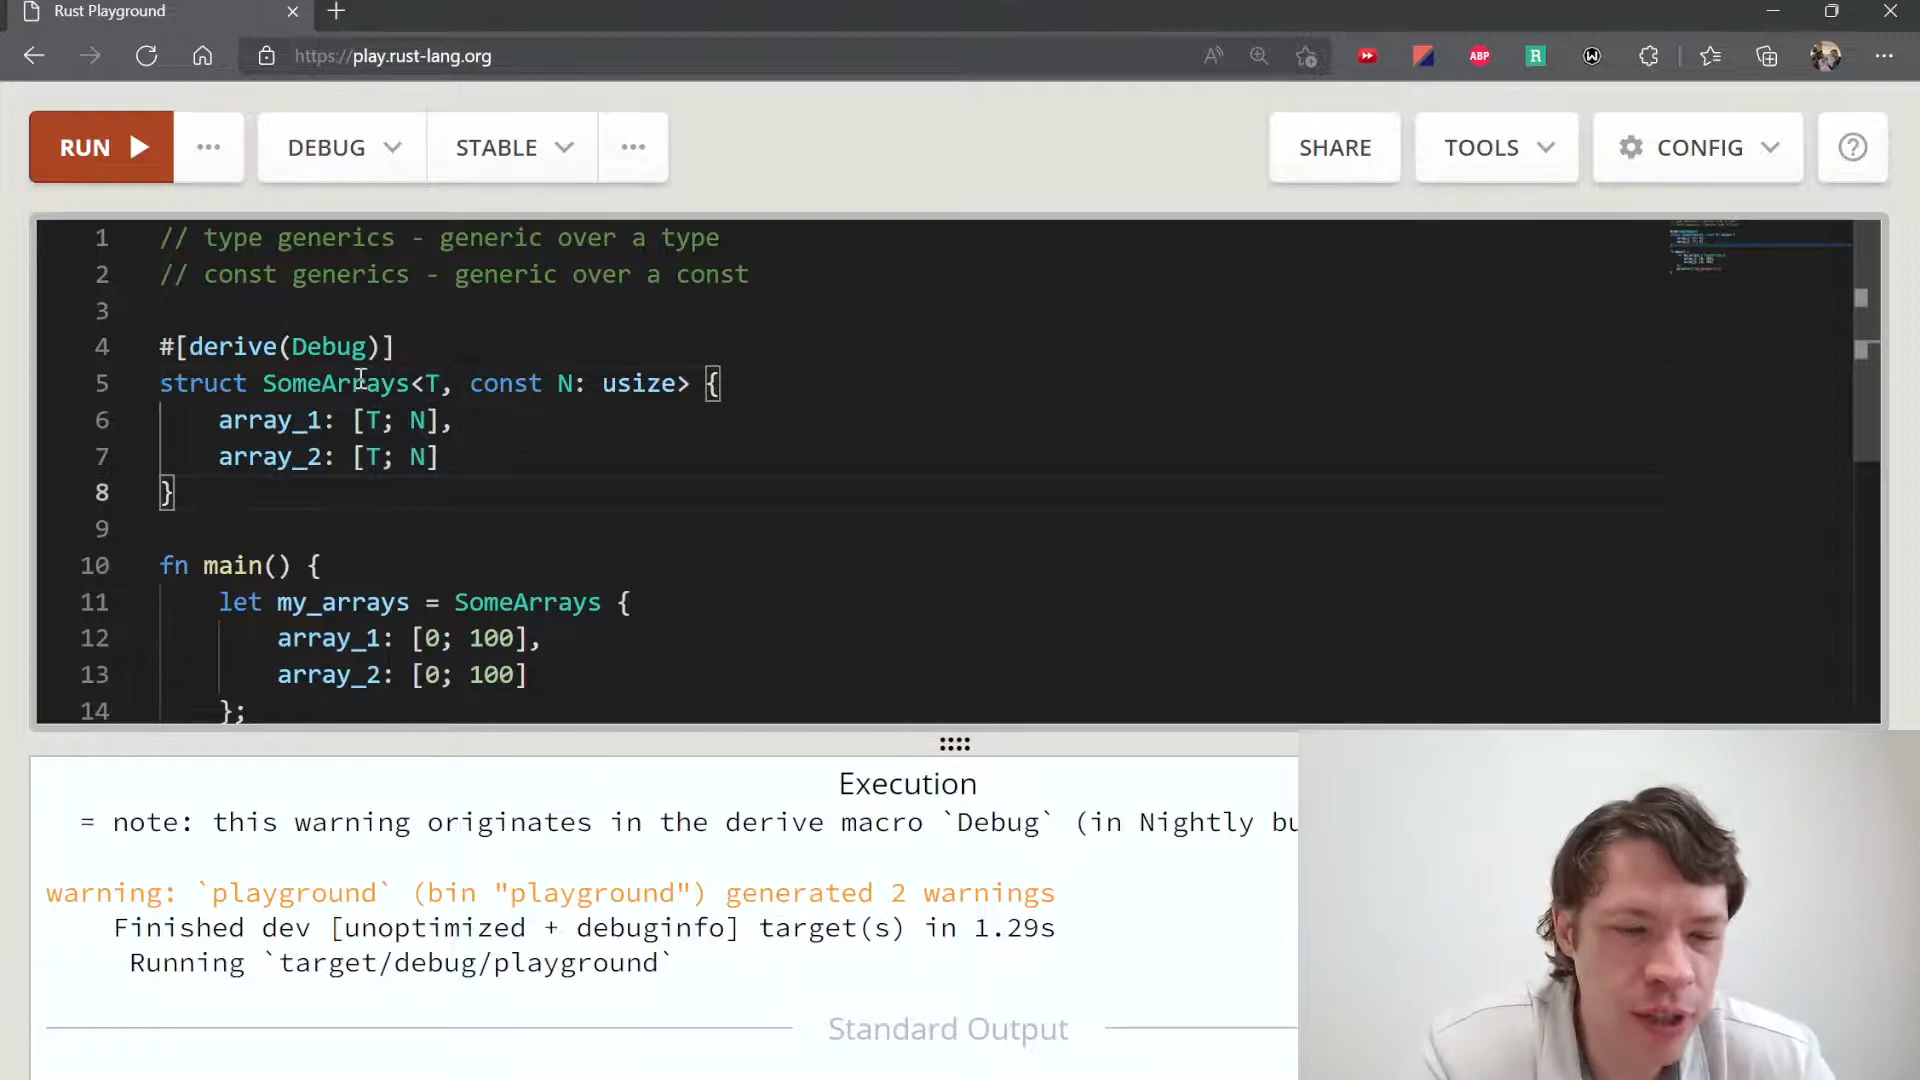 Rust Playground
https://play.rust-lang.org
ABP
R
W
RUN
DEBUG
STABLE
SHARE
TOOLS
CONFIG
1 // type generics - generic over a type
2 // const generics - generic over a const
3
4 #[derive(Debug)]
5 struct SomeArrays<T, const N: usize> {
6 array_1: [T; N],
7 array_2: [T; N]
8 }
9
10 fn main() {
11 let my_arrays = SomeArrays {
12 array_1: [0; 100],
13 array_2: [0; 100]
14 };
Execution
= note: this warning originates in the derive macro `Debug` (in Nightly bu
warning: `playground` (bin "playground") generated 2 warnings
Finished dev [unoptimized + debuginfo] target(s) in 1.29s
Running `target/debug/playground`
Standard Output